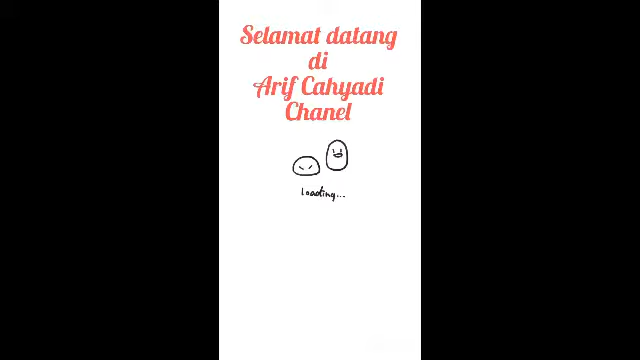 Selamat datang
di
Arif Cahyadi
Chanel
Loading...